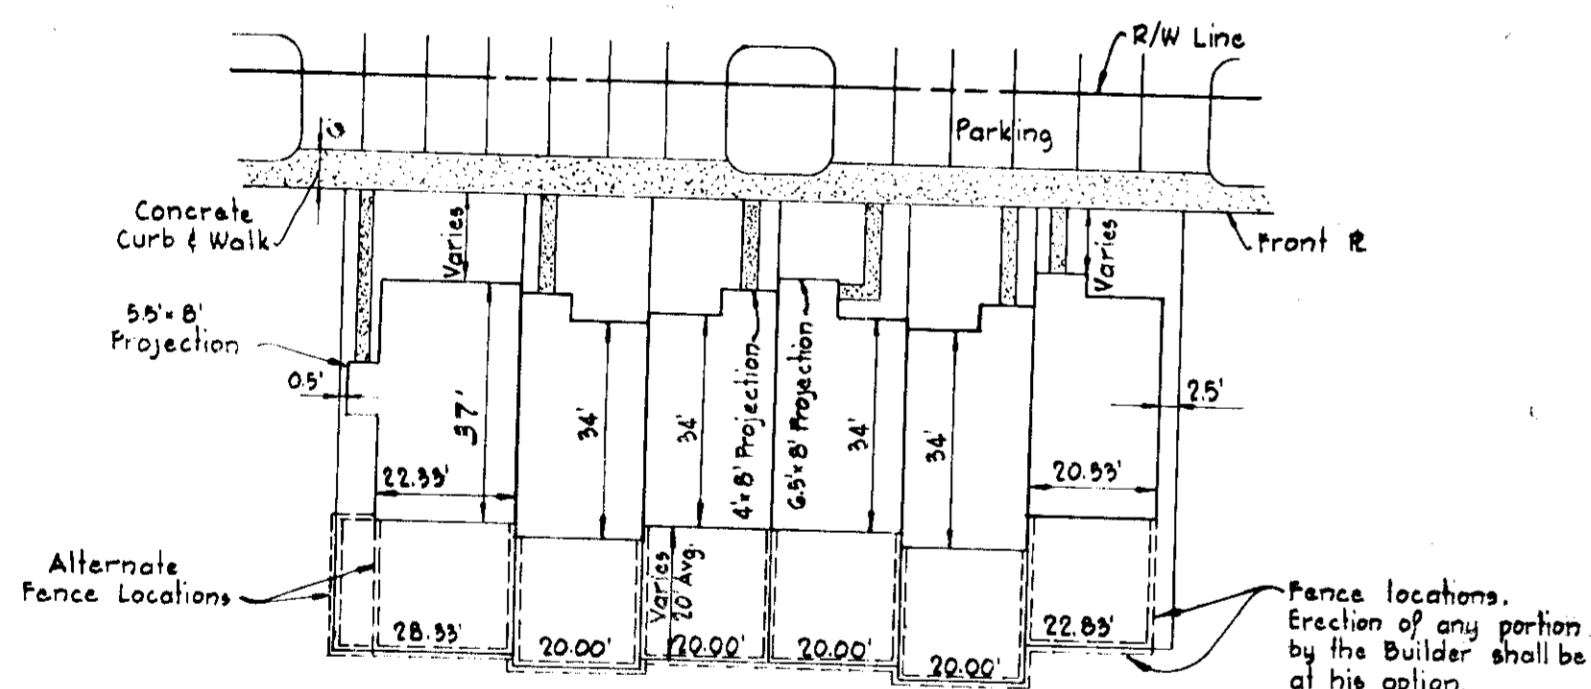 R/W Line
Parking
Concrete
Curb & Walk
Varies
Varies
Front ⅊
5.5' × 8'
Projection
0.5'
2.5'
37'
34'
34'
4' × 8' Projection
6.5' × 8' Projection
34'
34'
22.33'
20.33'
Alternate
Fence Locations
Varies
20' Avg.
28.33'
20.00'
20.00'
20.00'
20.00'
22.83'
Fence locations.
Erection of any portion
by the Builder shall be
at his option.